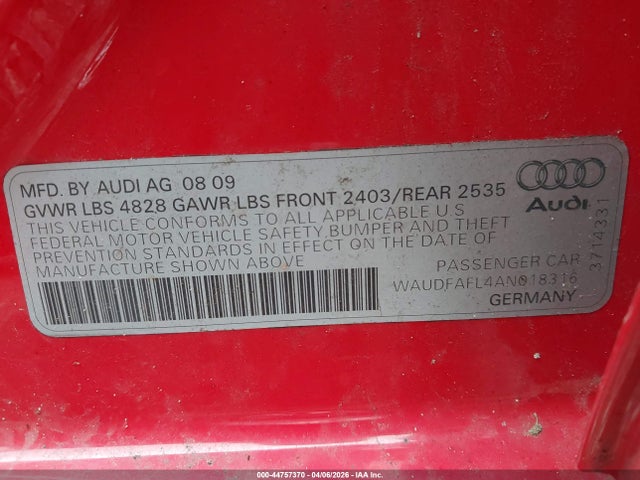 MFD. BY AUDI AG 08 09
GVWR LBS 4828 GAWR LBS FRONT 2403/REAR 2535
THIS VEHICLE CONFORMS TO ALL APPLICABLE U.S
FEDERAL MOTOR VEHICLE SAFETY, BUMPER AND THEFT
PREVENTION STANDARDS IN EFFECT ON THE DATE OF
MANUFACTURE SHOWN ABOVE
PASSENGER CAR
WAUDFAFL4AN018316
GERMANY
Audi
3714331
000-44757370 - 04/06/2026 - IAA Inc.